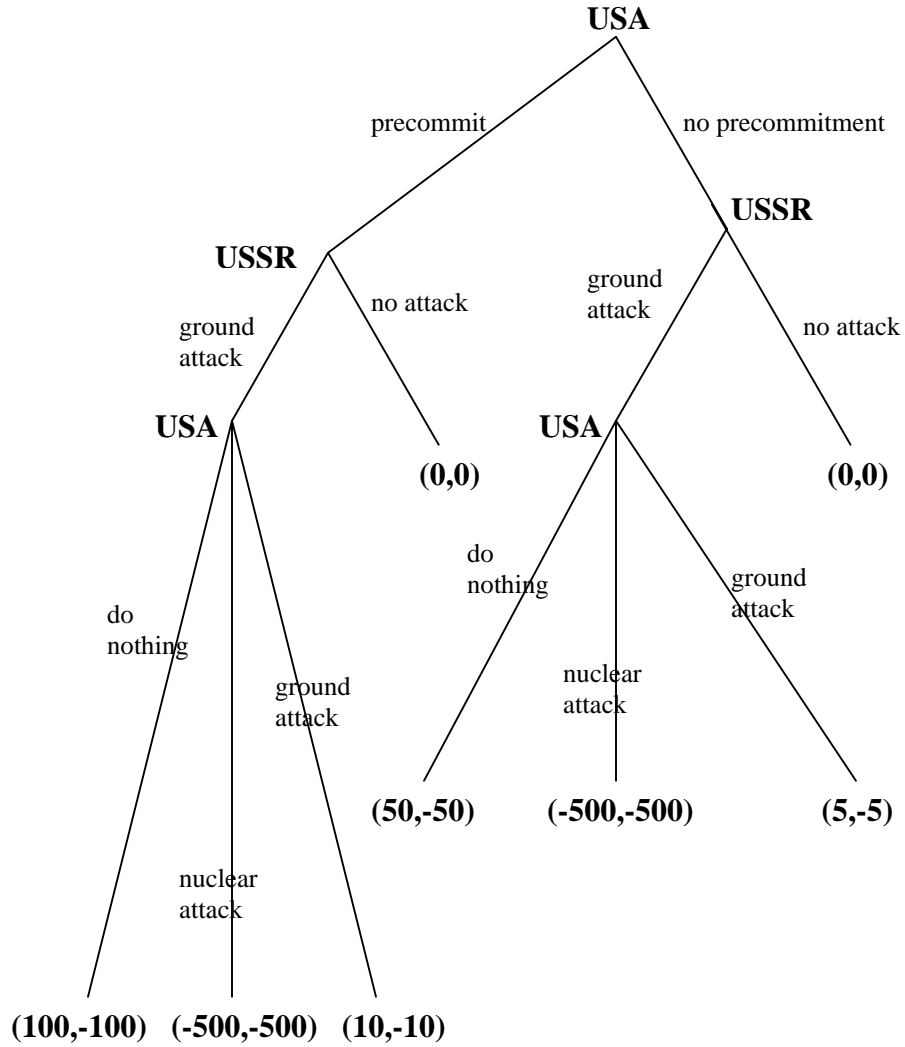 USA
precommit
no precommitment
USSR
USSR
ground
attack
no attack
ground
attack
no attack
USA
USA
(0,0)
(0,0)
do
nothing
ground
attack
do
nothing
nuclear
attack
ground
attack
(50,-50) (-500,-500) (5,-5)
nuclear
attack
(100,-100) (-500,-500) (10,-10)